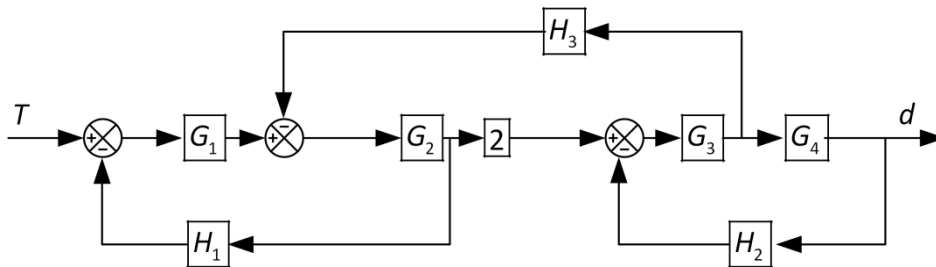 H₃
T
+
−
G₁
+
−
G₂
2
+
−
G₃
G₄
d
H₁
H₂